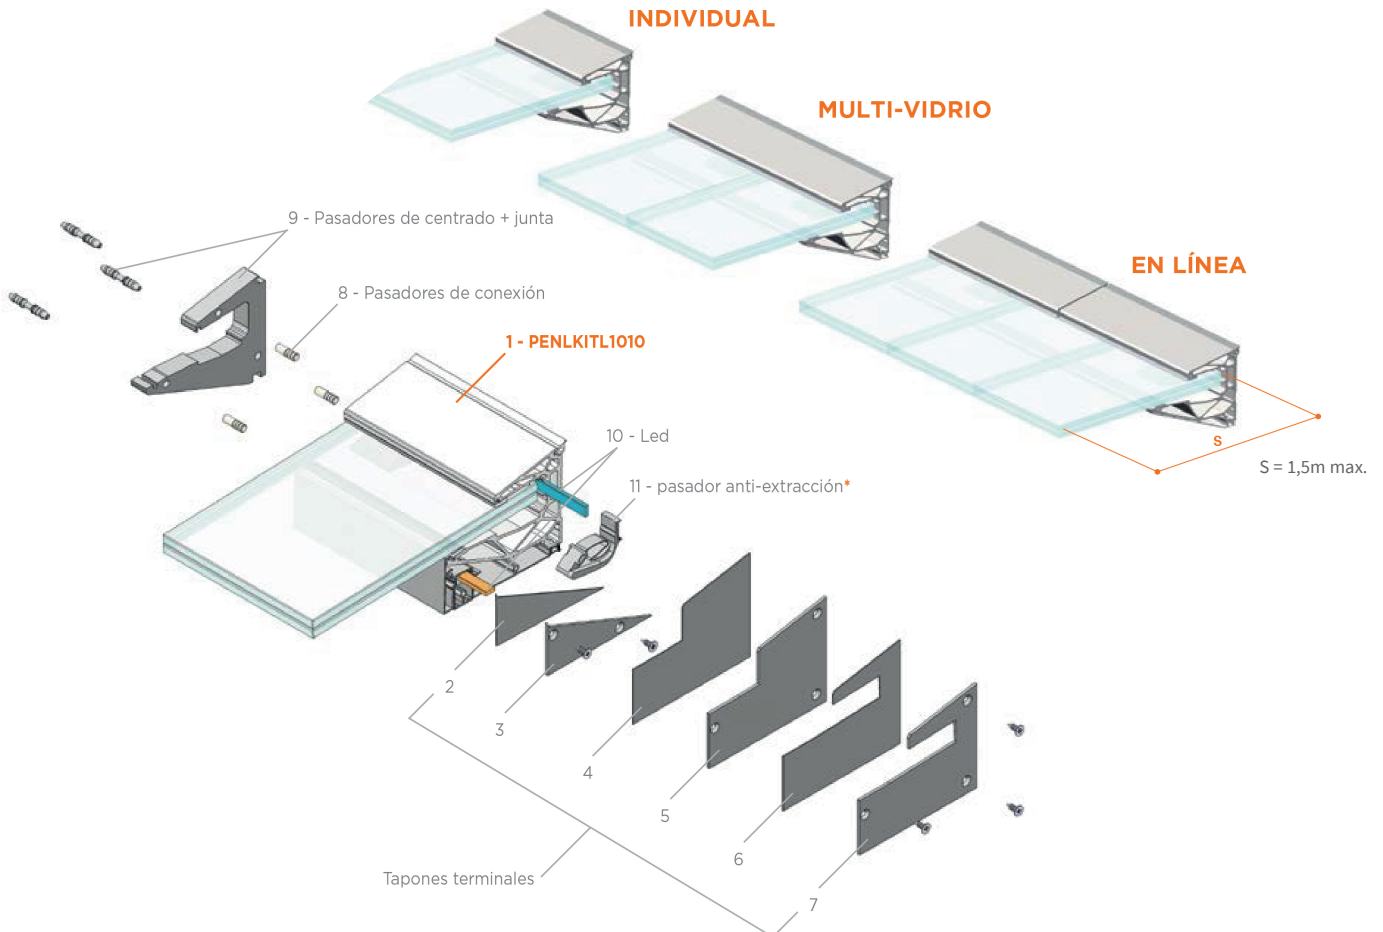 INDIVIDUAL
MULTI-VIDRIO
9 - Pasadores de centrado + junta
EN LÍNEA
8 - Pasadores de conexión
1 - PENLKITL1010
10 - Led
S
S = 1,5m max.
11 - pasador anti-extracción*
2
3
4
5
6
7
Tapones terminales